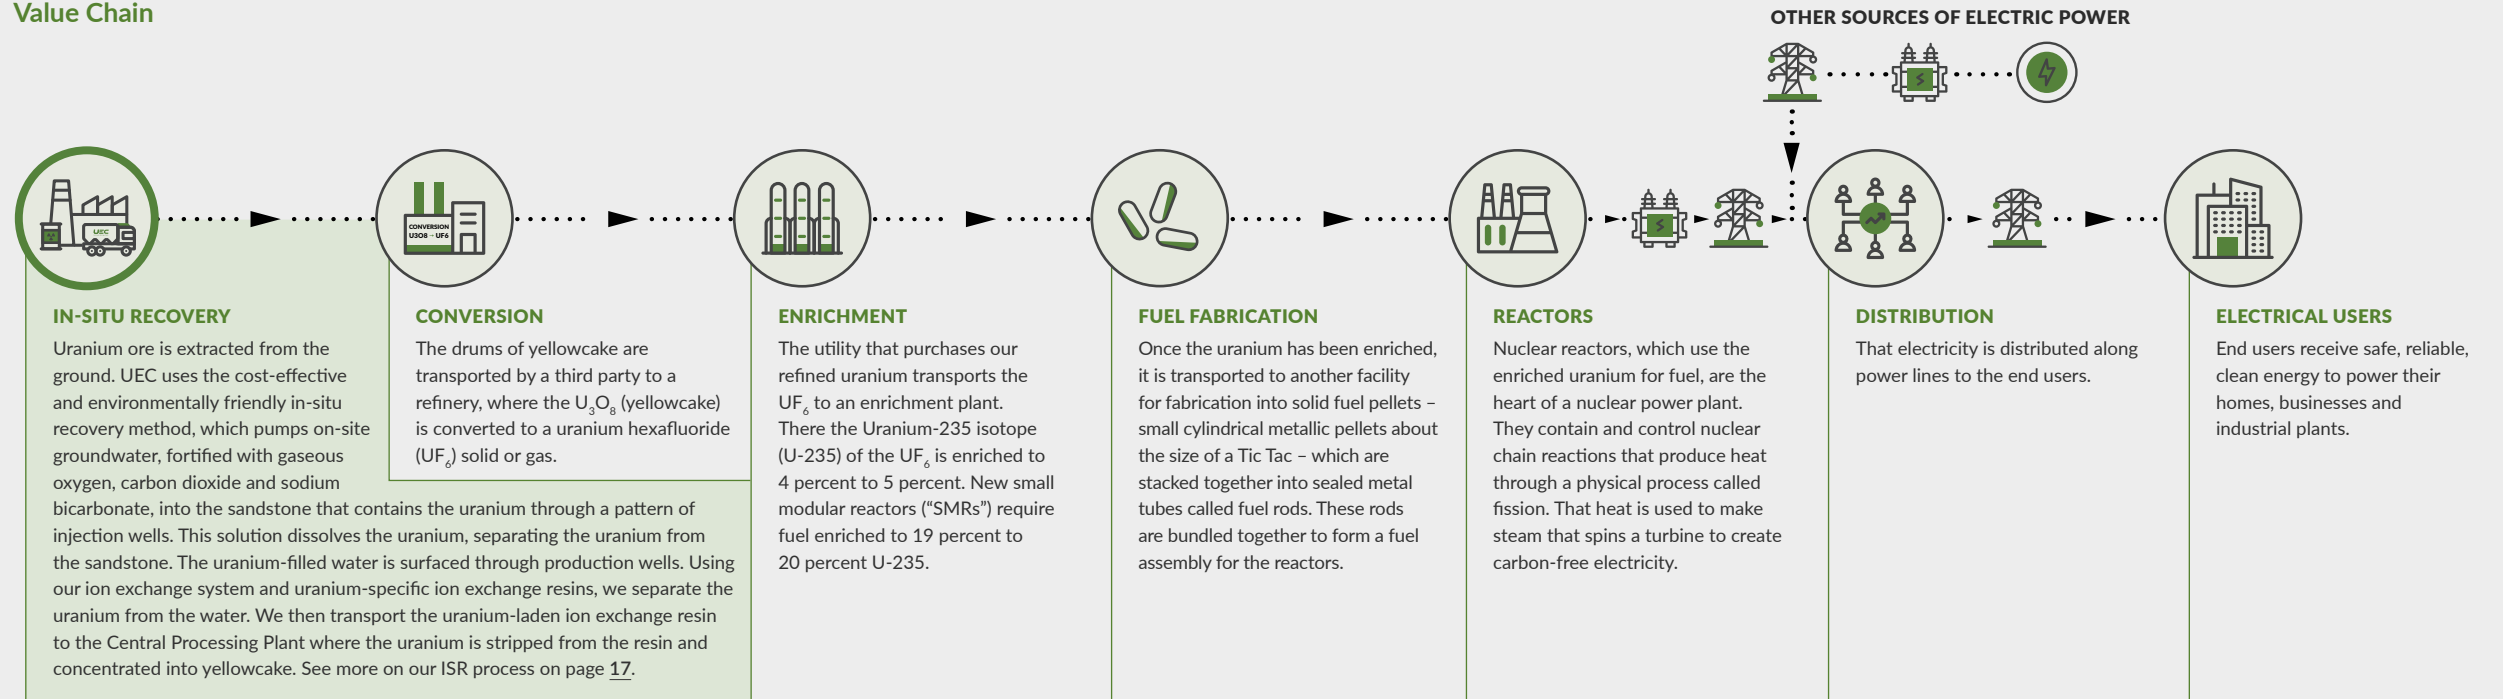 Value Chain
OTHER SOURCES OF ELECTRIC POWER
UEC
CONVERSION
U3O8 - UF6
IN-SITU RECOVERY
Uranium ore is extracted from the
ground. UEC uses the cost-effective
and environmentally friendly in-situ
recovery method, which pumps on-site
groundwater, fortified with gaseous
oxygen, carbon dioxide and sodium
bicarbonate, into the sandstone that contains the uranium through a pattern of
injection wells. This solution dissolves the uranium, separating the uranium from
the sandstone. The uranium-filled water is surfaced through production wells. Using
our ion exchange system and uranium-specific ion exchange resins, we separate the
uranium from the water. We then transport the uranium-laden ion exchange resin
to the Central Processing Plant where the uranium is stripped from the resin and
concentrated into yellowcake. See more on our ISR process on page 17.
CONVERSION
The drums of yellowcake are
transported by a third party to a
refinery, where the U₃O₈ (yellowcake)
is converted to a uranium hexafluoride
(UF₆) solid or gas.
ENRICHMENT
The utility that purchases our
refined uranium transports the
UF₆ to an enrichment plant.
There the Uranium-235 isotope
(U-235) of the UF₆ is enriched to
4 percent to 5 percent. New small
modular reactors (“SMRs”) require
fuel enriched to 19 percent to
20 percent U-235.
FUEL FABRICATION
Once the uranium has been enriched,
it is transported to another facility
for fabrication into solid fuel pellets –
small cylindrical metallic pellets about
the size of a Tic Tac – which are
stacked together into sealed metal
tubes called fuel rods. These rods
are bundled together to form a fuel
assembly for the reactors.
REACTORS
Nuclear reactors, which use the
enriched uranium for fuel, are the
heart of a nuclear power plant.
They contain and control nuclear
chain reactions that produce heat
through a physical process called
fission. That heat is used to make
steam that spins a turbine to create
carbon-free electricity.
DISTRIBUTION
That electricity is distributed along
power lines to the end users.
ELECTRICAL USERS
End users receive safe, reliable,
clean energy to power their
homes, businesses and
industrial plants.